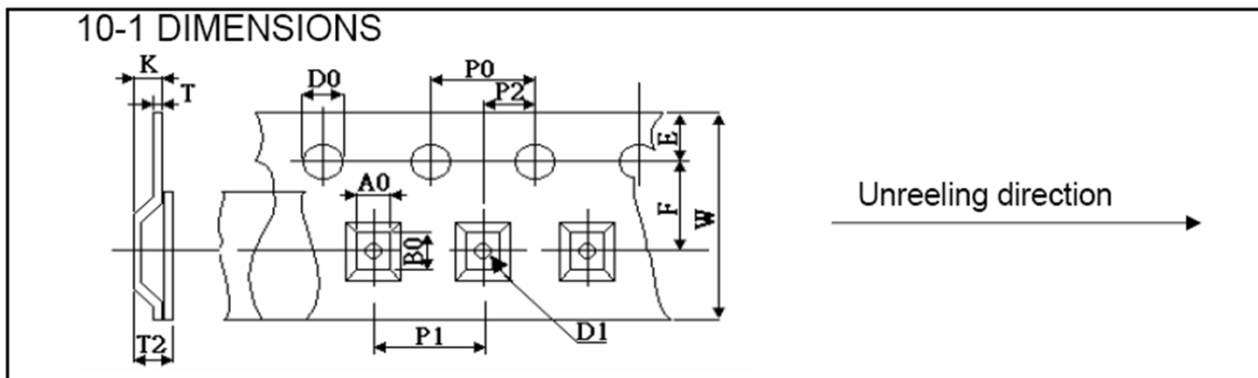 10-1 DIMENSIONS
K
T
D0
P0
P2
E
A0
F
W
B0
Unreeling direction
P1
D1
T2